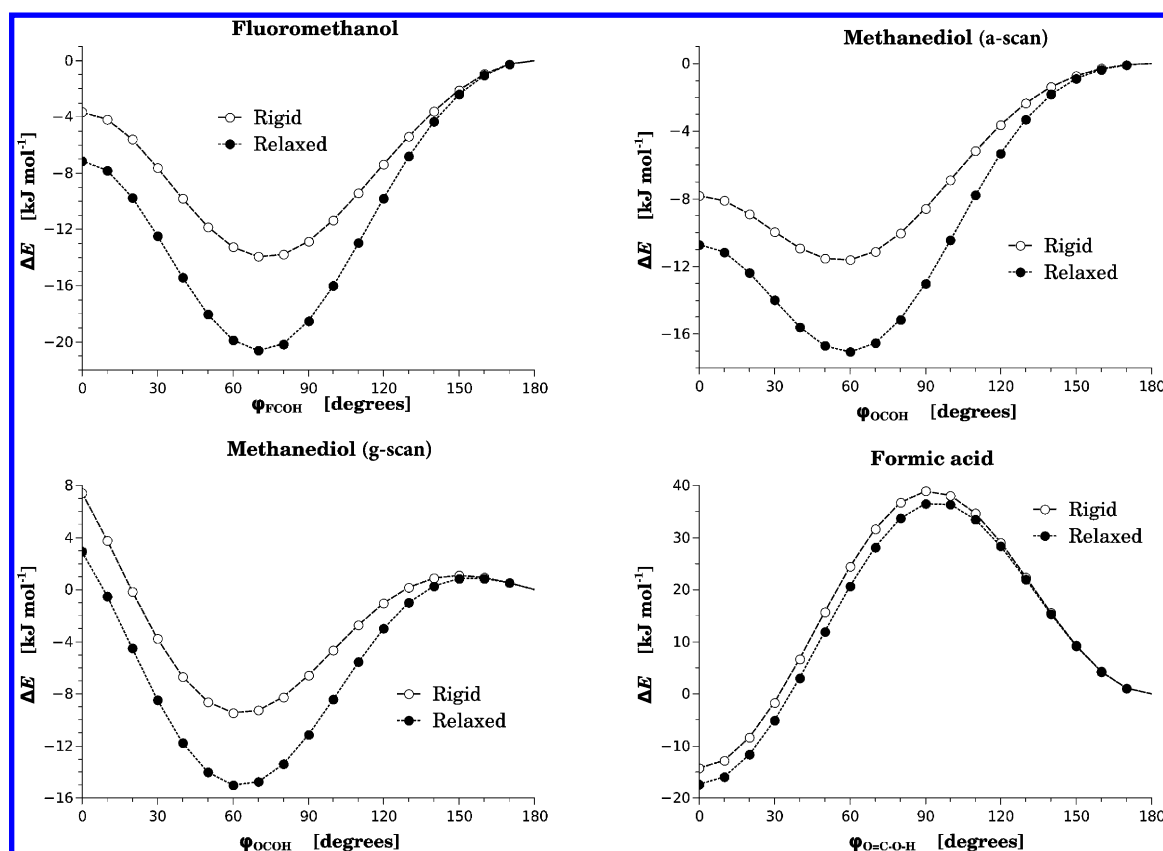 Fluoromethanol
Rigid
Relaxed
0
−4
−8
−12
−16
−20
ΔE [kJ mol-1]
0 30 60 90 120 150 180
φFCOH [degrees]
Methanediol (a-scan)
Rigid
Relaxed
0
−4
−8
−12
−16
ΔE [kJ mol-1]
0 30 60 90 120 150 180
φOCOH [degrees]
Methanediol (g-scan)
Rigid
Relaxed
8
4
0
−4
−8
−12
−16
ΔE [kJ mol-1]
0 30 60 90 120 150 180
φOCOH [degrees]
Formic acid
Rigid
Relaxed
40
30
20
10
0
−10
−20
ΔE [kJ mol-1]
0 30 60 90 120 150 180
φO=C-O-H [degrees]